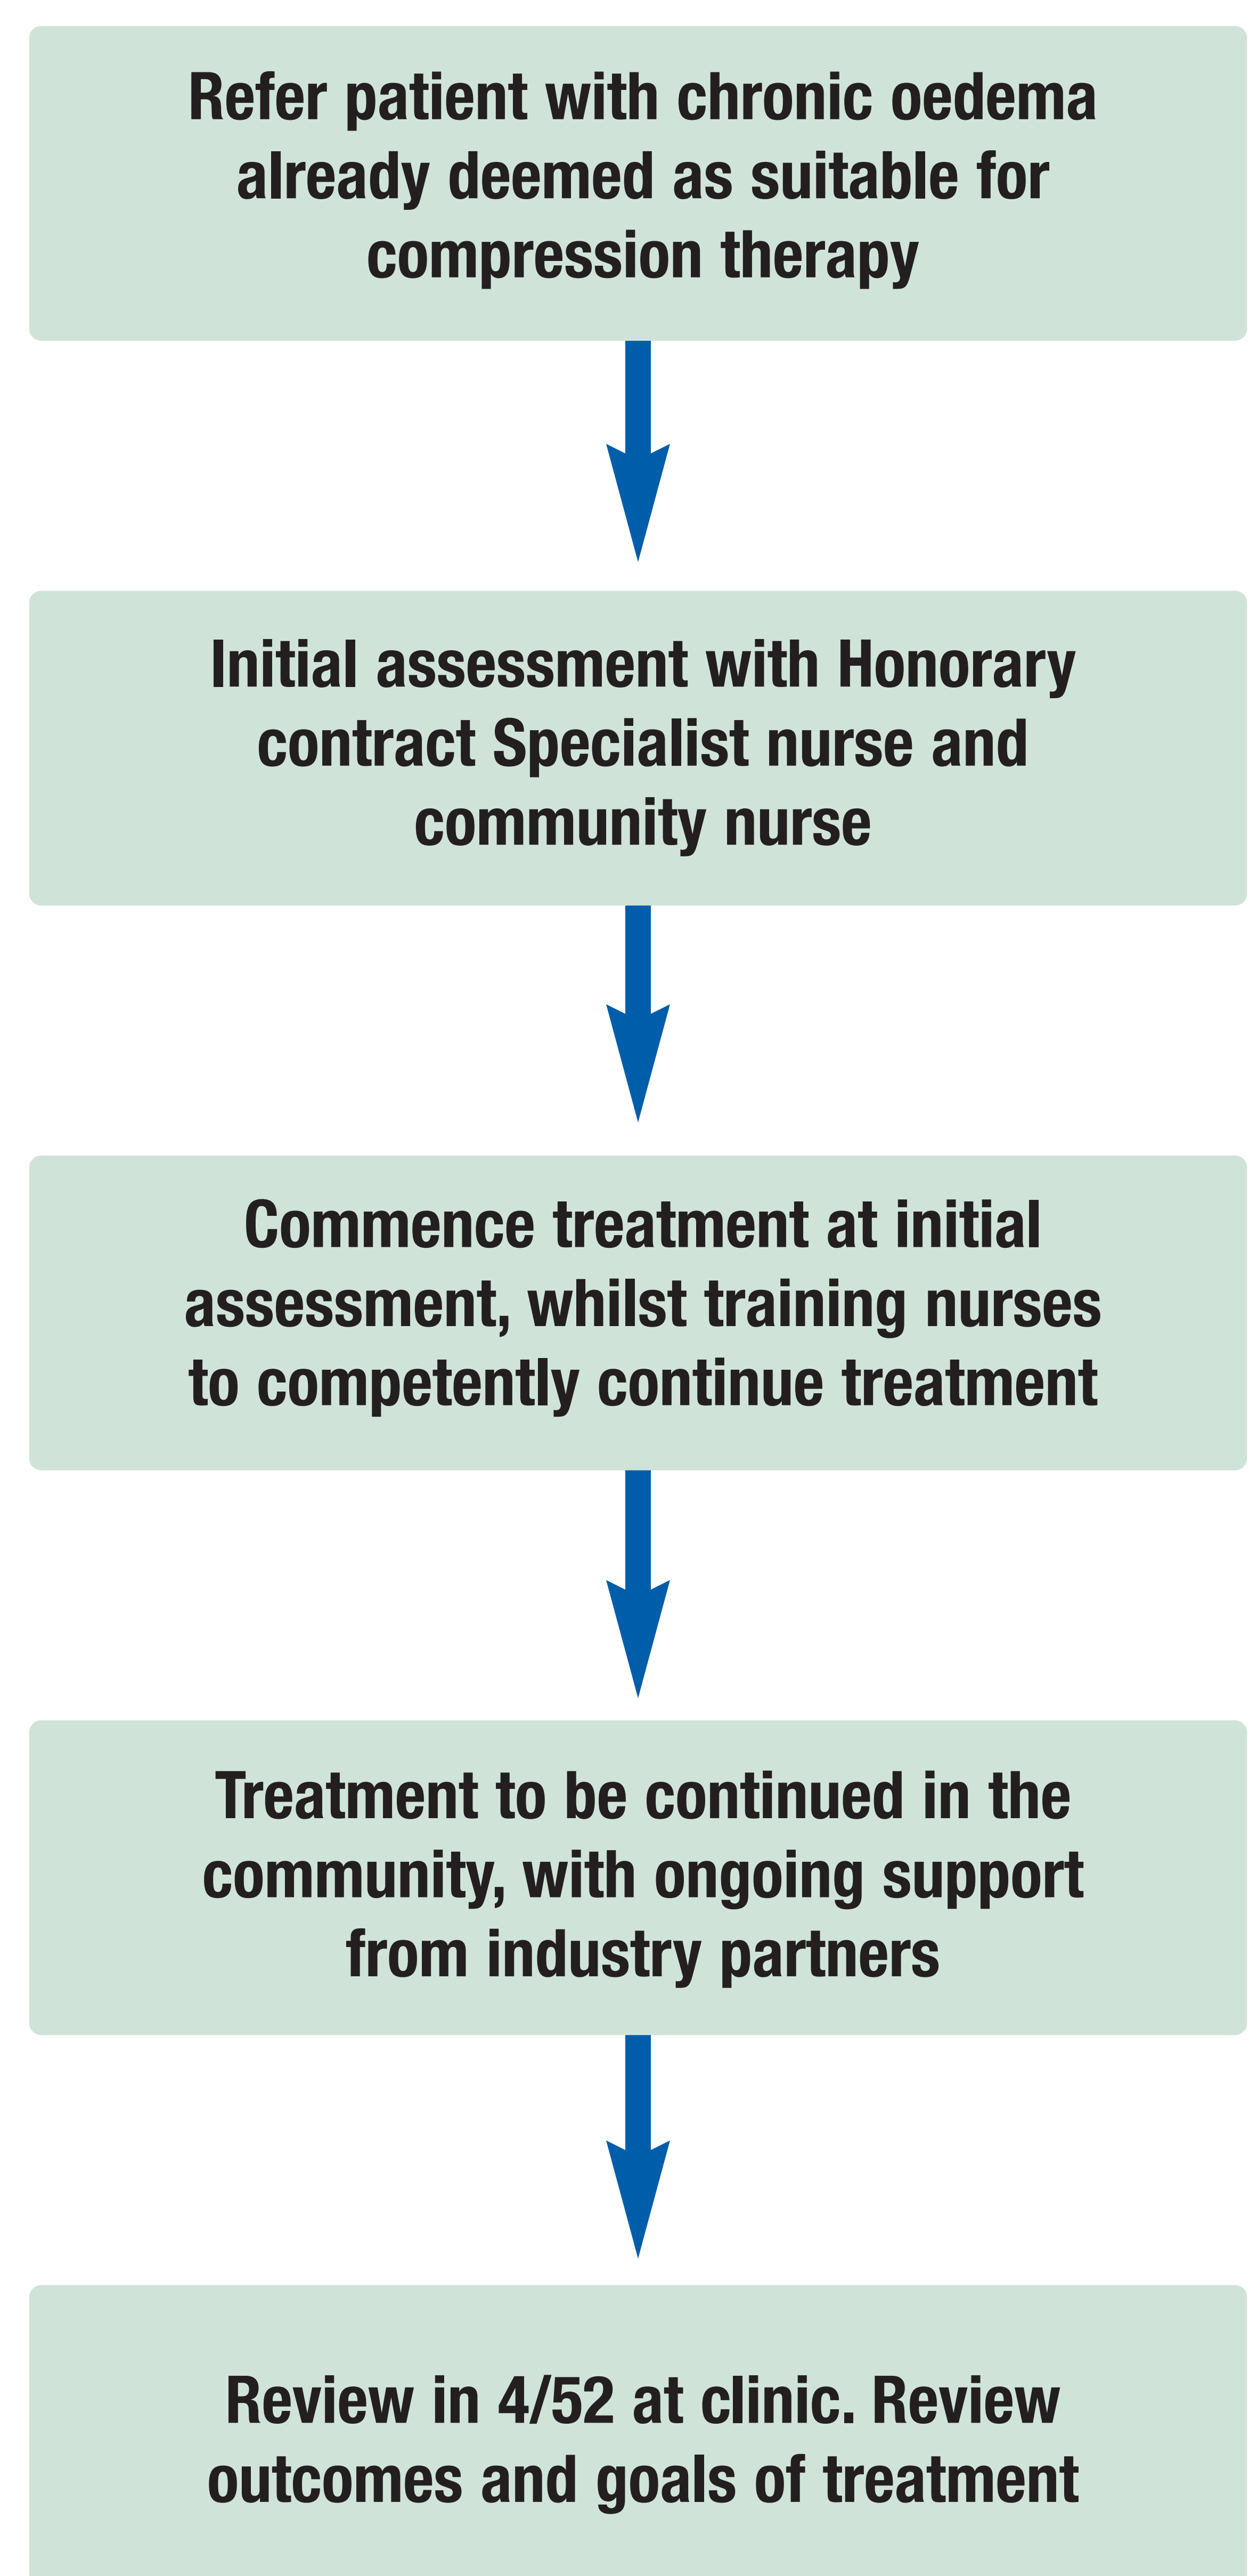 Refer patient with chronic oedema
already deemed as suitable for
compression therapy
Initial assessment with Honorary
contract Specialist nurse and
community nurse
Commence treatment at initial
assessment, whilst training nurses
to competently continue treatment
Treatment to be continued in the
community, with ongoing support
from industry partners
Review in 4/52 at clinic. Review
outcomes and goals of treatment